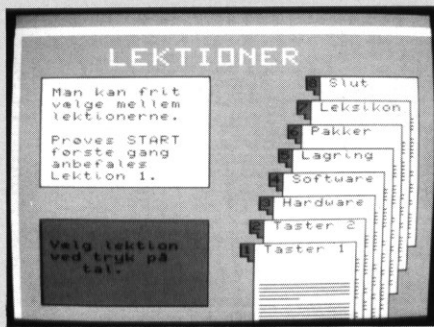 LEKTIONER
Man kan frit
vælge mellem
lektionerne.
Prøves START
første gang
anbefales
Lektion 1.
Vælg lektion
ved tryk på
tal.
8 Slut
7 Leksikon
6 Pakker
5 Lagring
4 Software
3 Hardware
2 Taster 2
1 Taster 1